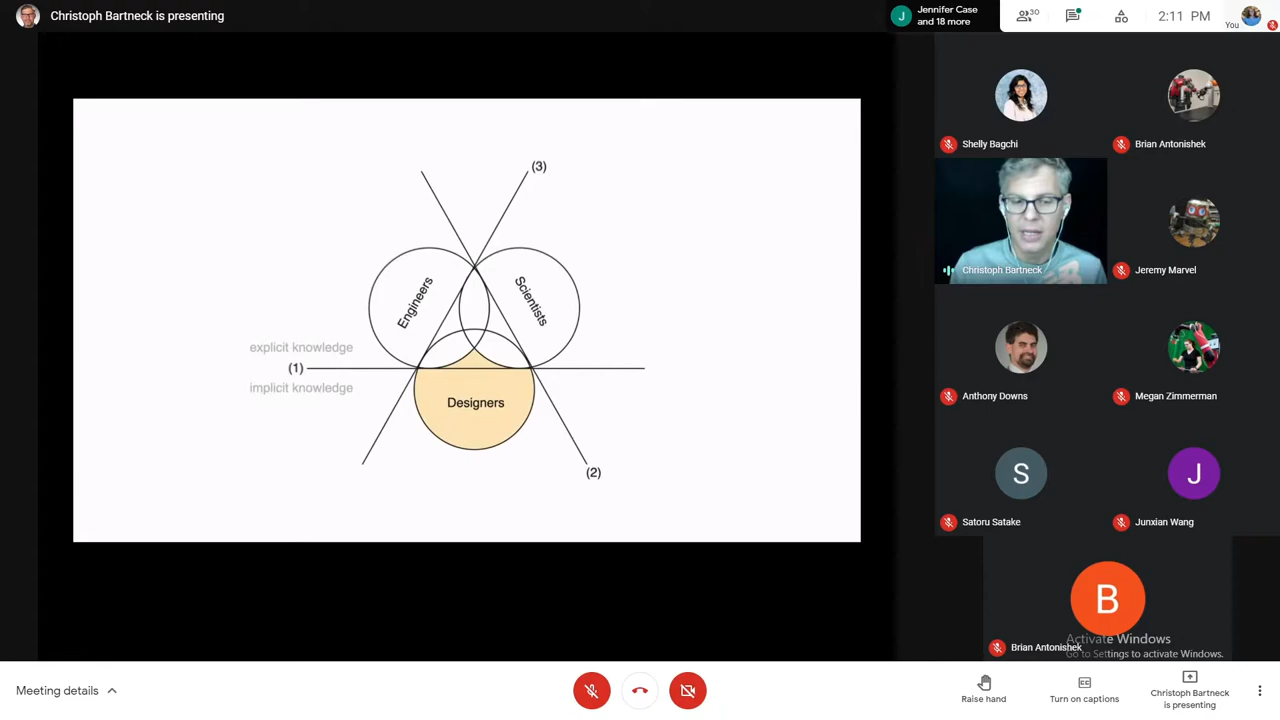 Christoph Bartneck is presenting
J
Jennifer Case
and 18 more
30
2:11 PM
You
Shelly Bagchi
Brian Antonishek
(3)
Engineers
Scientists
Christoph Bartneck
Jeremy Marvel
explicit knowledge
(1)
implicit knowledge
Designers
Anthony Downs
Megan Zimmerman
(2)
S
J
Satoru Satake
Junxian Wang
B
Brian Antonishek
Activate Windows
Go to Settings to activate Windows.
Meeting details
Raise hand
CC
Turn on captions
Christoph Bartneck
is presenting